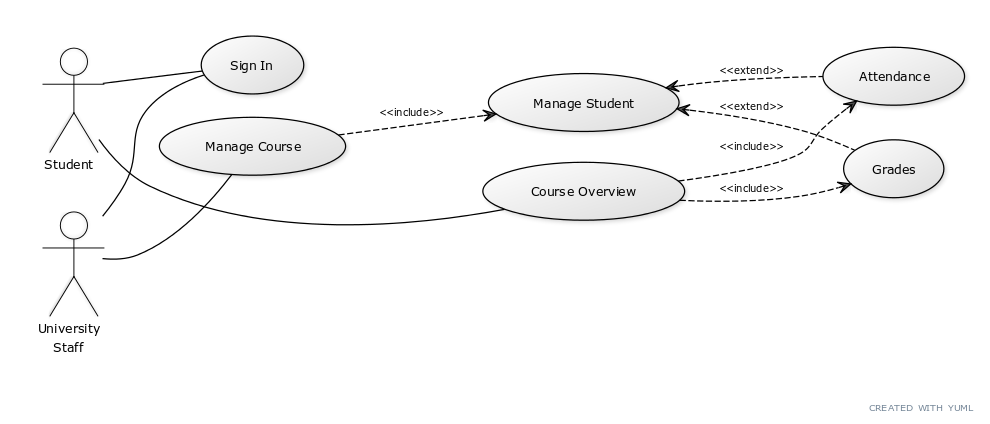 Student
University
Staff
Sign In
Manage Course
<<include>>
Manage Student
Course Overview
<<extend>>
<<extend>>
<<include>>
<<include>>
Attendance
Grades
CREATED WITH YUML